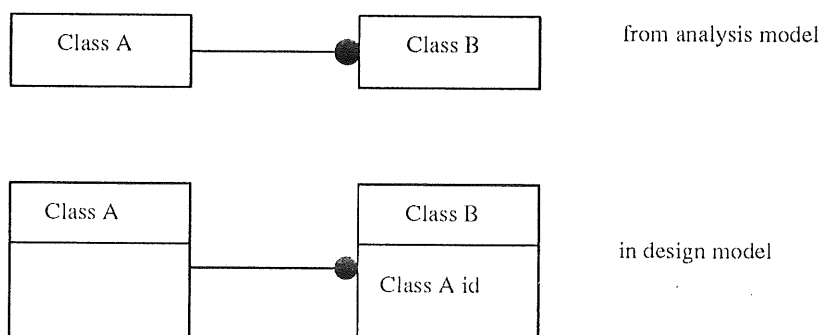 Class A
Class B
from analysis model
Class A
Class B
in design model
Class A id